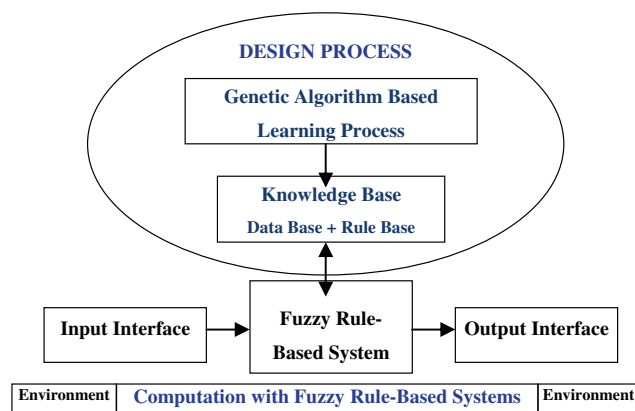 DESIGN PROCESS
Genetic Algorithm Based
Learning Process
Knowledge Base
Data Base + Rule Base
Input Interface
Fuzzy Rule-
Based System
Output Interface
Environment
Computation with Fuzzy Rule-Based Systems
Environment